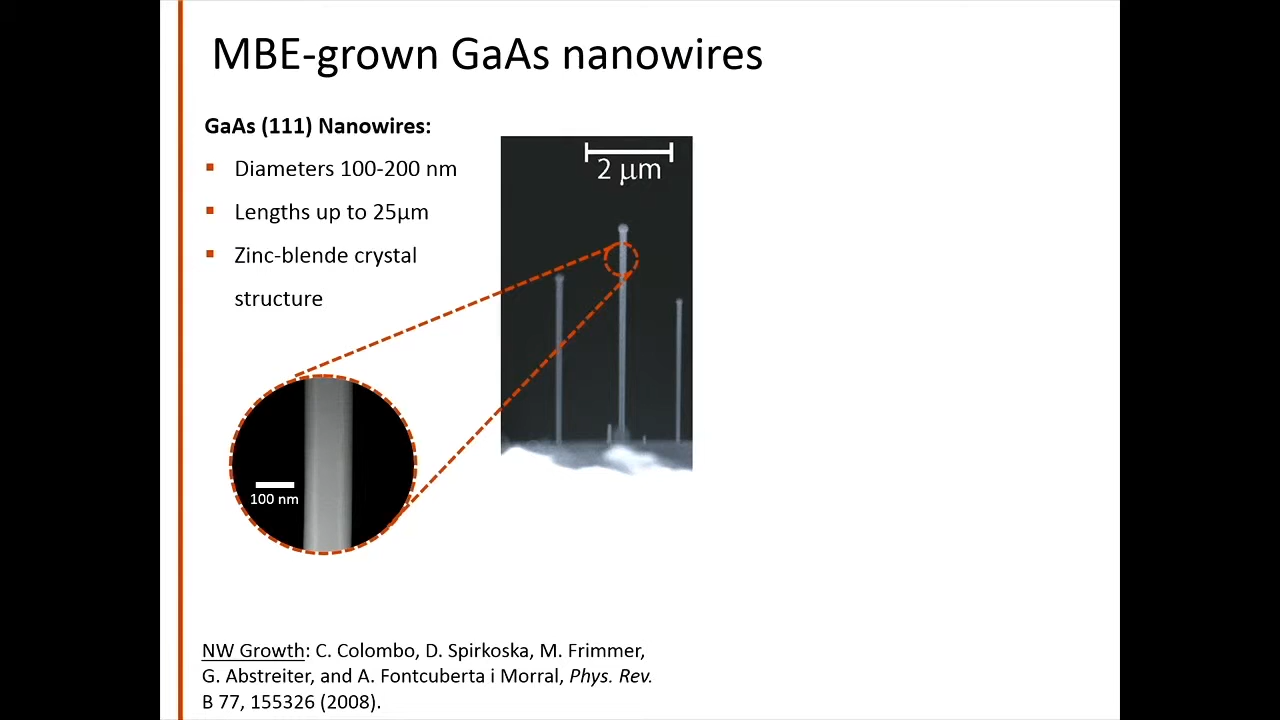 MBE-grown GaAs nanowires
GaAs (111) Nanowires:
▪ Diameters 100-200 nm
▪ Lengths up to 25μm
▪ Zinc-blende crystal
structure
2 μm
100 nm
NW Growth: C. Colombo, D. Spirkoska, M. Frimmer,
G. Abstreiter, and A. Fontcuberta i Morral, Phys. Rev.
B 77, 155326 (2008).